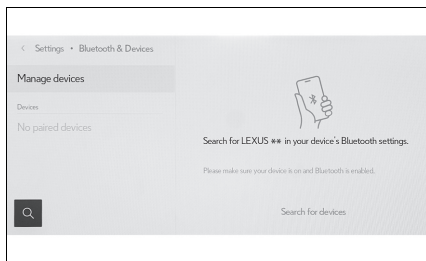 < Settings • Bluetooth & Devices
Manage devices
Devices
No paired devices
Search for LEXUS ** in your device's Bluetooth settings.
Please make sure your device is on and Bluetooth is enabled.
Search for devices